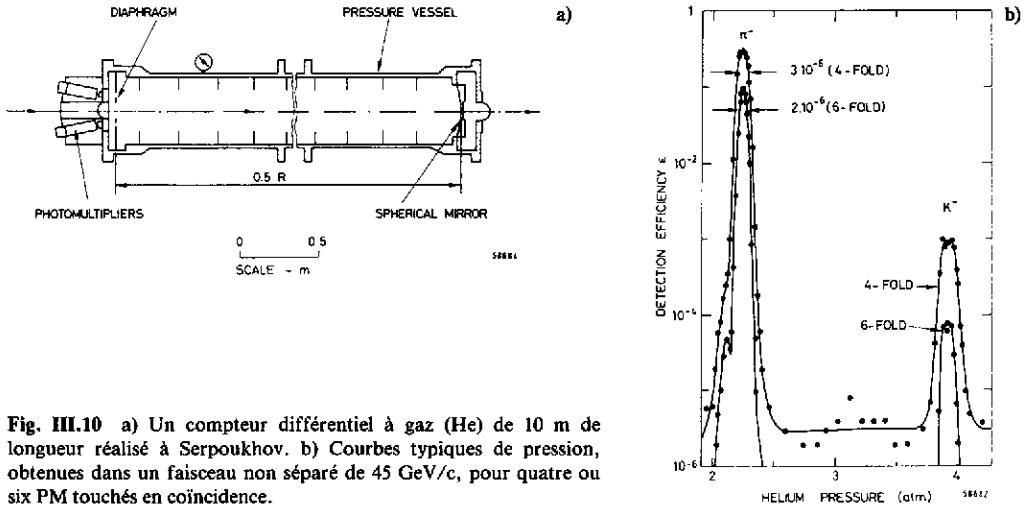 a)
DIAPHRAGM
PRESSURE VESSEL
0.5 R
PHOTOMULTIPLIERS
SPHERICAL MIRROR
0 0.5
SCALE - m
Fig. III.10 a) Un compteur différentiel à gaz (He) de 10 m de
longueur réalisé à Serpoukhov. b) Courbes typiques de pression,
obtenues dans un faisceau non séparé de 45 GeV/c, pour quatre ou
six PM touchés en coïncidence.
b)
1
π⁻
3·10⁻⁶ (4-FOLD)
2·10⁻⁶ (6-FOLD)
10⁻²
K⁻
DETECTION EFFICIENCY ε
4-FOLD
10⁻⁴
6-FOLD
10⁻⁶
2 3 4
HELIUM PRESSURE (atm)
58682